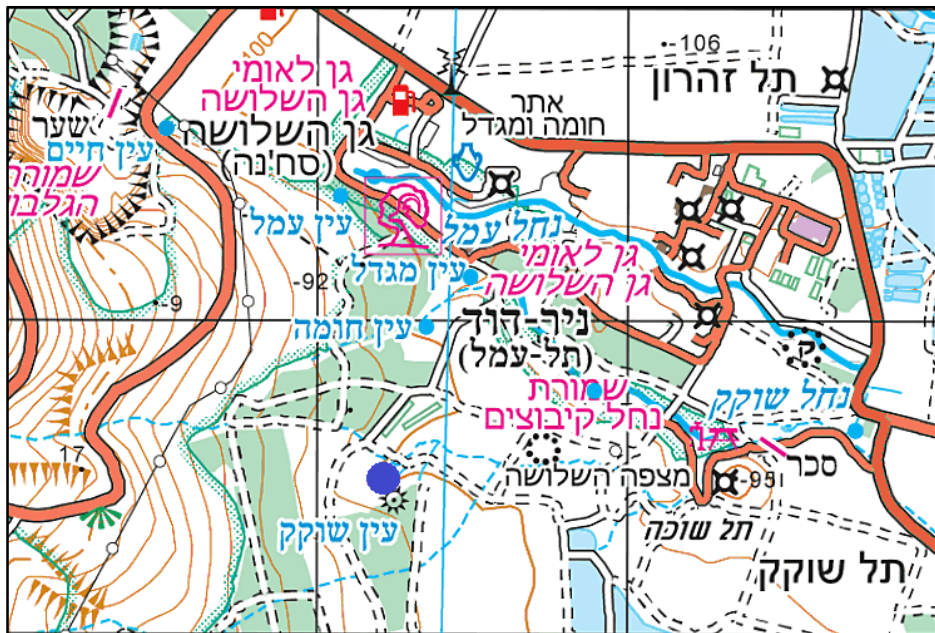 100
-106
גן לאומי
גן השלושה
גן השלושה
(סח'נה)
תל זהרון
אתר
חומה ומגדל
שער
עין חיים
שמורת
הגלבו
עין עמל
נחל עמל
עין מגדל
גן לאומי
גן השלושה
-92
-9
עין חומה
ניר-דוד
(תל-עמל)
ק
שמורת
נחל קיבוצים
נחל שוקק
17
מצפה השלושה
סכר
-95
עין שוקק
תל שוכה
תל שוקק